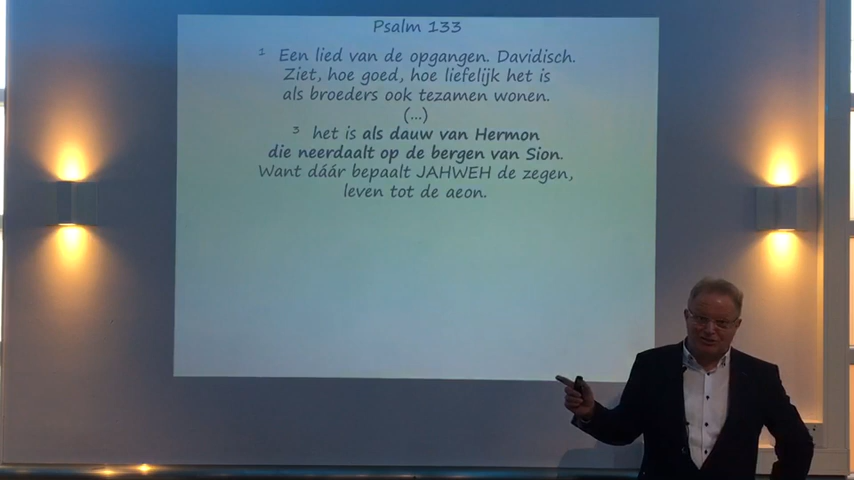 Psalm 133
1 Een lied van de opgangen. Davidisch.
Ziet, hoe goed, hoe liefelijk het is
als broeders ook tezamen wonen.
(...)
3 het is als dauw van Hermon
die neerdaalt op de bergen van Sion.
Want dáár bepaalt JAHWEH de zegen,
leven tot de aeon.